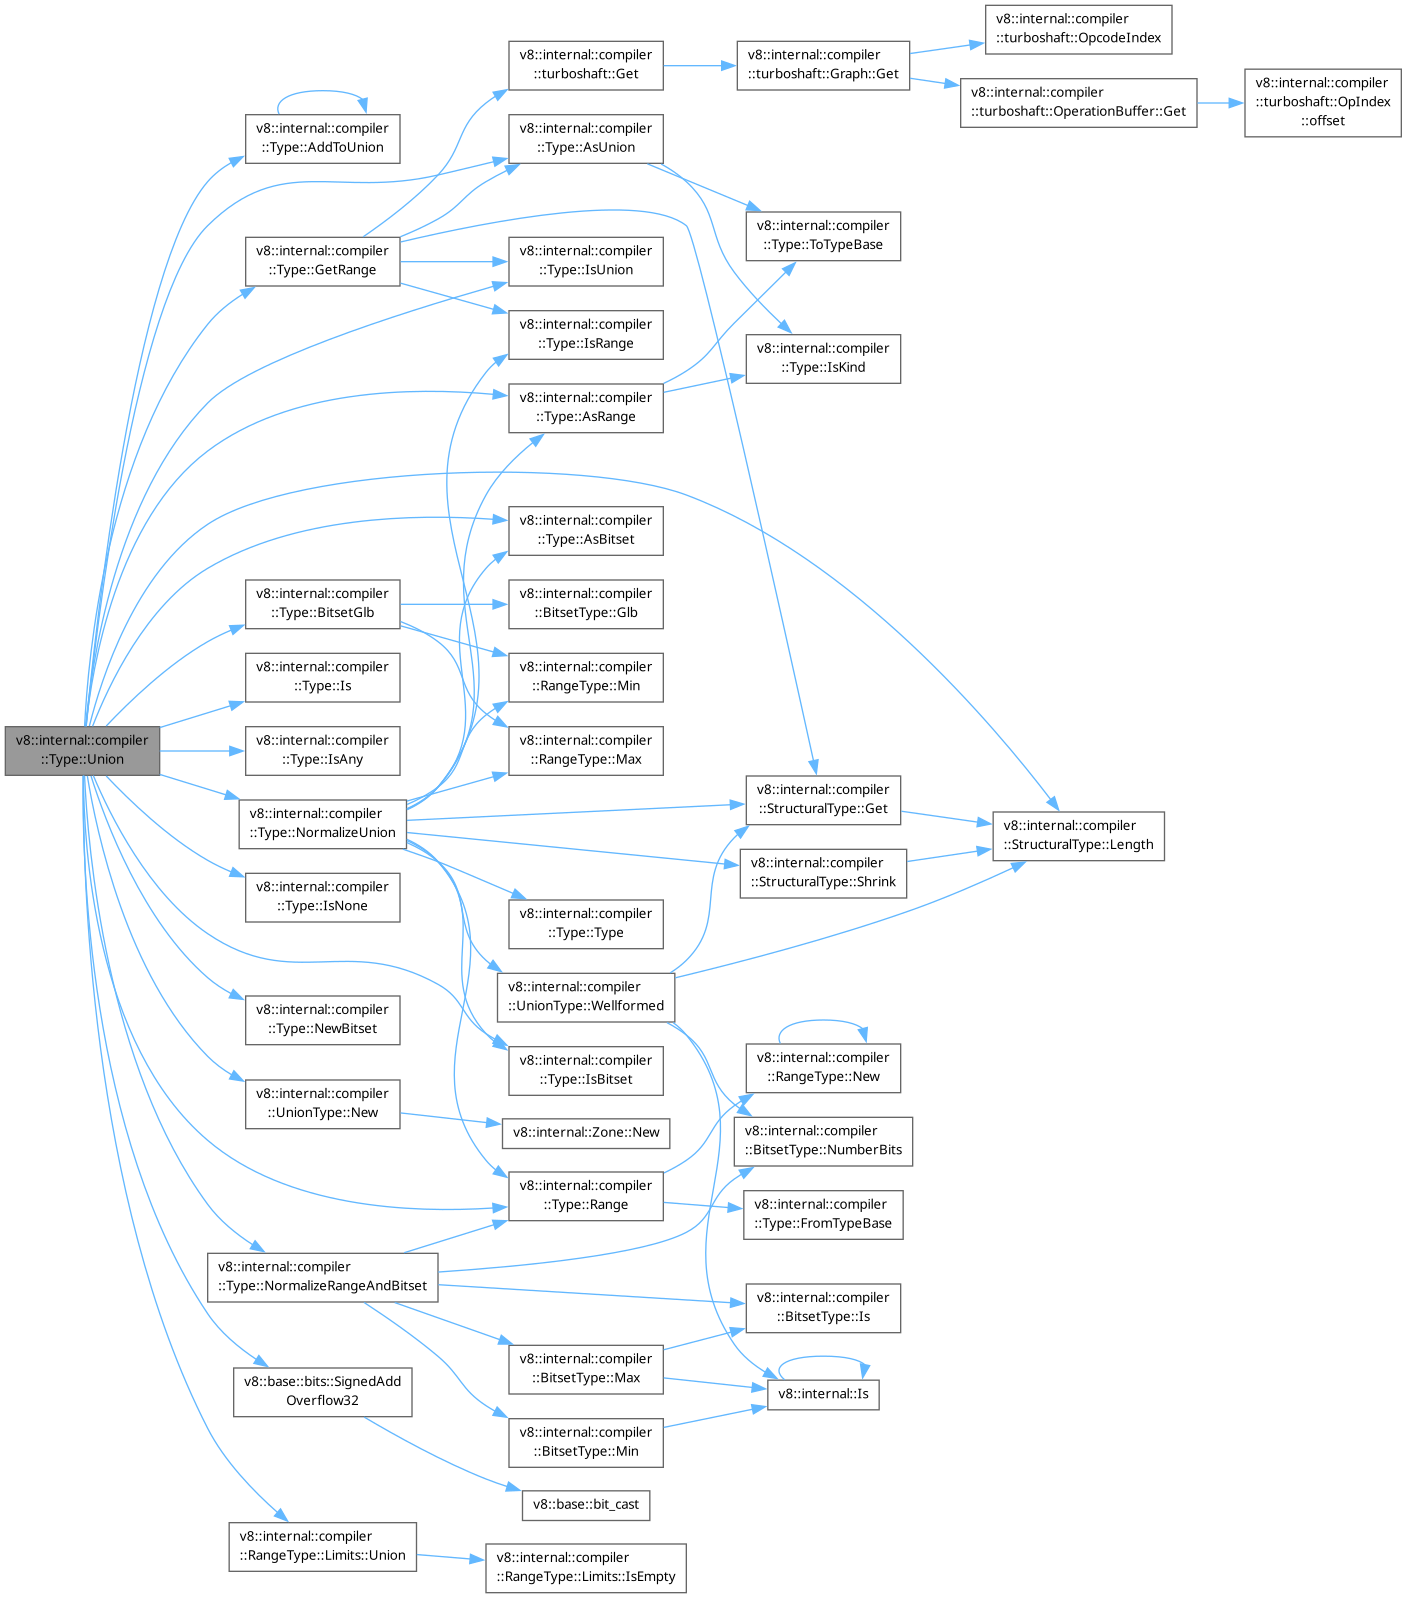 v8::internal::compiler
::Type::Union
v8::internal::compiler
::Type::AddToUnion
v8::internal::compiler
::Type::GetRange
v8::internal::compiler
::Type::BitsetGlb
v8::internal::compiler
::Type::Is
v8::internal::compiler
::Type::IsAny
v8::internal::compiler
::Type::NormalizeUnion
v8::internal::compiler
::Type::IsNone
v8::internal::compiler
::Type::NewBitset
v8::internal::compiler
::UnionType::New
v8::internal::compiler
::Type::NormalizeRangeAndBitset
v8::base::bits::SignedAdd
Overflow32
v8::internal::compiler
::RangeType::Limits::Union
v8::internal::compiler
::turboshaft::Get
v8::internal::compiler
::Type::AsUnion
v8::internal::compiler
::Type::IsUnion
v8::internal::compiler
::Type::IsRange
v8::internal::compiler
::Type::AsRange
v8::internal::compiler
::Type::AsBitset
v8::internal::compiler
::BitsetType::Glb
v8::internal::compiler
::RangeType::Min
v8::internal::compiler
::RangeType::Max
v8::internal::compiler
::Type::Type
v8::internal::compiler
::UnionType::Wellformed
v8::internal::compiler
::Type::IsBitset
v8::internal::Zone::New
v8::internal::compiler
::Type::Range
v8::internal::compiler
::BitsetType::Max
v8::internal::compiler
::BitsetType::Min
v8::base::bit_cast
v8::internal::compiler
::RangeType::Limits::IsEmpty
v8::internal::compiler
::turboshaft::Graph::Get
v8::internal::compiler
::Type::ToTypeBase
v8::internal::compiler
::Type::IsKind
v8::internal::compiler
::StructuralType::Get
v8::internal::compiler
::StructuralType::Shrink
v8::internal::compiler
::RangeType::New
v8::internal::compiler
::BitsetType::NumberBits
v8::internal::compiler
::Type::FromTypeBase
v8::internal::compiler
::BitsetType::Is
v8::internal::Is
v8::internal::compiler
::turboshaft::OpcodeIndex
v8::internal::compiler
::turboshaft::OperationBuffer::Get
v8::internal::compiler
::StructuralType::Length
v8::internal::compiler
::turboshaft::OpIndex
::offset